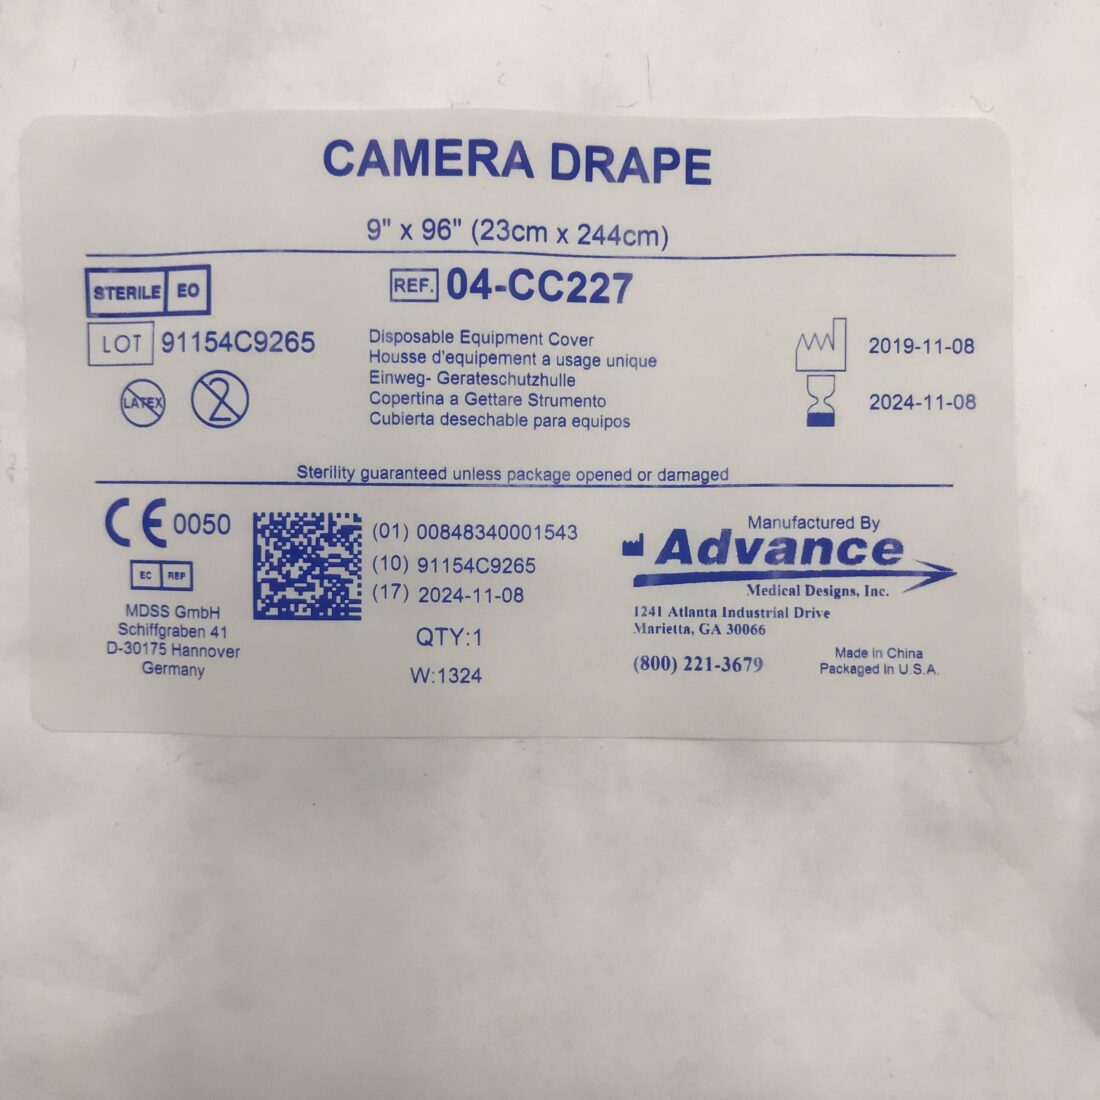 CAMERA DRAPE
9" x 96" (23cm x 244cm)
STERILE EO
REF. 04-CC227
LOT 91154C9265
LATEX
2
Disposable Equipment Cover
Housse d'equipement a usage unique
Einweg- Gerateschutzhulle
Copertina a Gettare Strumento
Cubierta desechable para equipos
2019-11-08
2024-11-08
Sterility guaranteed unless package opened or damaged
CE 0050
EC REP
MDSS GmbH
Schiffgraben 41
D-30175 Hannover
Germany
(01) 00848340001543
(10) 91154C9265
(17) 2024-11-08
QTY:1
W:1324
Manufactured By
Advance
Medical Designs, Inc.
1241 Atlanta Industrial Drive
Marietta, GA 30066
(800) 221-3679
Made in China
Packaged in U.S.A.